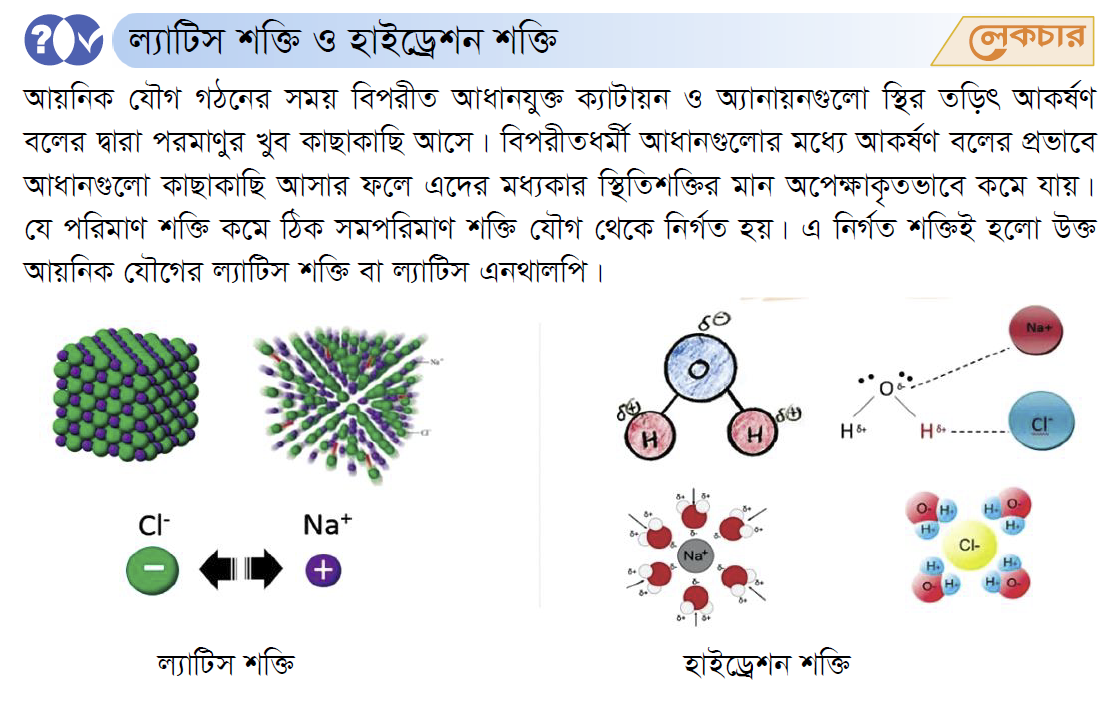 ?
ল্যাটিস শক্তি ও হাইড্রেশন শক্তি
লেকচার
আয়নিক যৌগ গঠনের সময় বিপরীত আধানযুক্ত ক্যাটায়ন ও অ্যানায়নগুলো স্থির তড়িৎ আকর্ষণ
বলের দ্বারা পরমাণুর খুব কাছাকাছি আসে। বিপরীতধর্মী আধানগুলোর মধ্যে আকর্ষণ বলের প্রভাবে
আধানগুলো কাছাকাছি আসার ফলে এদের মধ্যকার স্থিতিশক্তির মান অপেক্ষাকৃতভাবে কমে যায়।
যে পরিমাণ শক্তি কমে ঠিক সমপরিমাণ শক্তি যৌগ থেকে নির্গত হয়। এ নির্গত শক্তিই হলো উক্ত
আয়নিক যৌগের ল্যাটিস শক্তি বা ল্যাটিস এনথালপি।
Na⁺
Cl⁻
Cl⁻ Na⁺
− +
ল্যাটিস শক্তি
δ⊖
O
δ⊕ δ⊕
H H
Na+
O δ-
H δ+ H δ+
Cl⁻
δ+ δ+
δ+ δ+
δ- δ-
Na⁺
δ- δ-
δ+ δ+
δ+ δ+
O- H+ H+ O-
H+ H+
Cl-
H+ H+
O- H+ H+ O-
হাইড্রেশন শক্তি